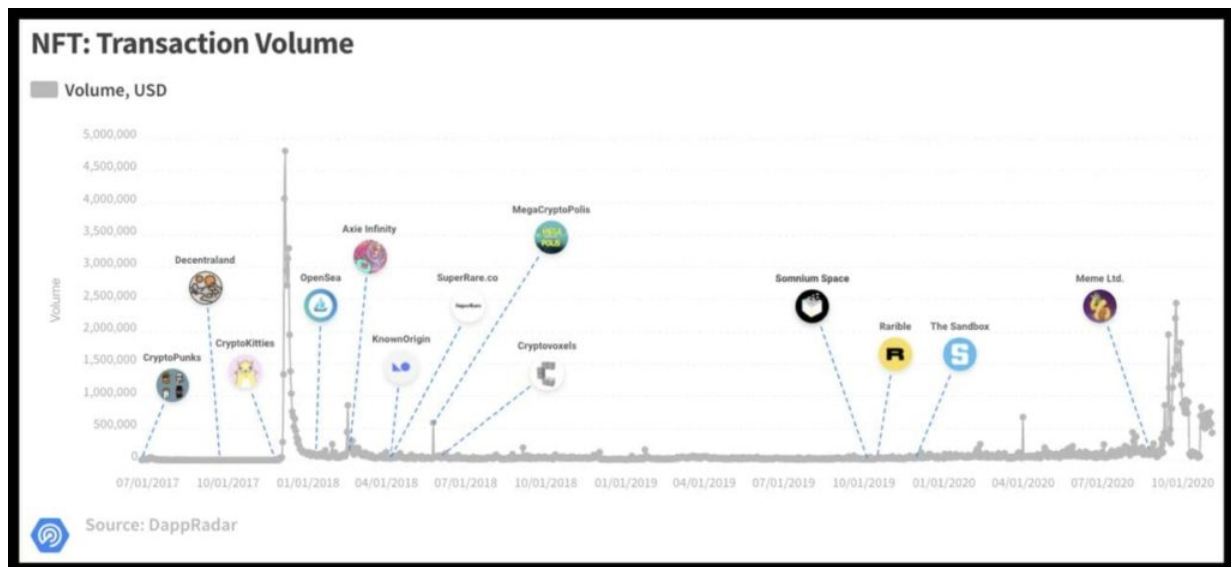 NFT: Transaction Volume
Volume, USD
5,000,000
4,500,000
4,000,000
3,500,000
3,000,000
2,500,000
2,000,000
1,500,000
1,000,000
500,000
0
Volume
CryptoPunks
Decentraland
CryptoKitties
OpenSea
Axie Infinity
KnownOrigin
SuperRare.co
SuperRare
MegaCryptoPolis
MEGA
POLIS
Cryptovoxels
Somnium Space
Rarible
R
The Sandbox
S
Meme Ltd.
07/01/2017 10/01/2017 01/01/2018 04/01/2018 07/01/2018 10/01/2018 01/01/2019 04/01/2019 07/01/2019 10/01/2019 01/01/2020 04/01/2020 07/01/2020 10/01/2020
Source: DappRadar